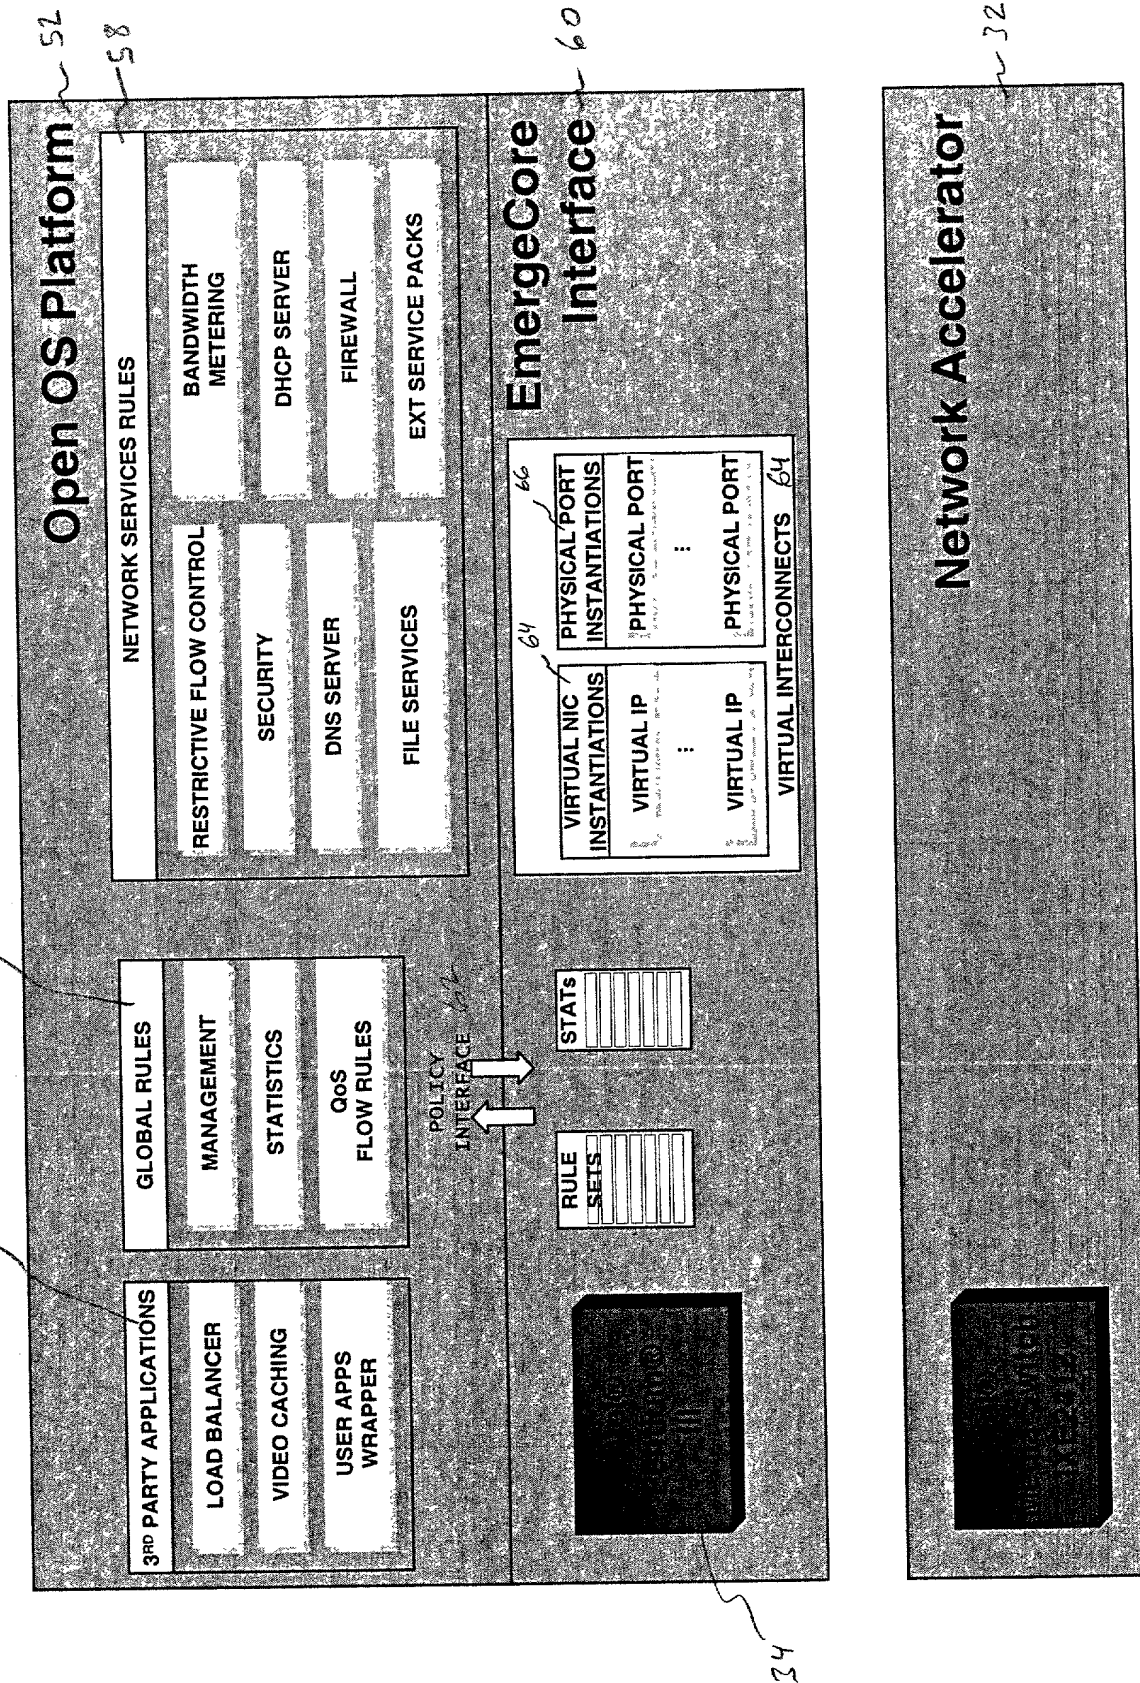 52
58
Open OS Platform
3RD PARTY APPLICATIONS
LOAD BALANCER
VIDEO CACHING
USER APPS
WRAPPER
GLOBAL RULES
MANAGEMENT
STATISTICS
QoS
FLOW RULES
NETWORK SERVICES RULES
RESTRICTIVE FLOW CONTROL
SECURITY
DNS SERVER
FILE SERVICES
BANDWIDTH
METERING
DHCP SERVER
FIREWALL
EXT SERVICE PACKS
POLICY
INTERFACE 62
EmergeCore
Interface
60
34
RULE
SETS
STATs
64
VIRTUAL NIC
INSTANTIATIONS
VIRTUAL IP
⋮
VIRTUAL IP
66
PHYSICAL PORT
INSTANTIATIONS
PHYSICAL PORT
⋮
PHYSICAL PORT
VIRTUAL INTERCONNECTS 64
Network Accelerator
32